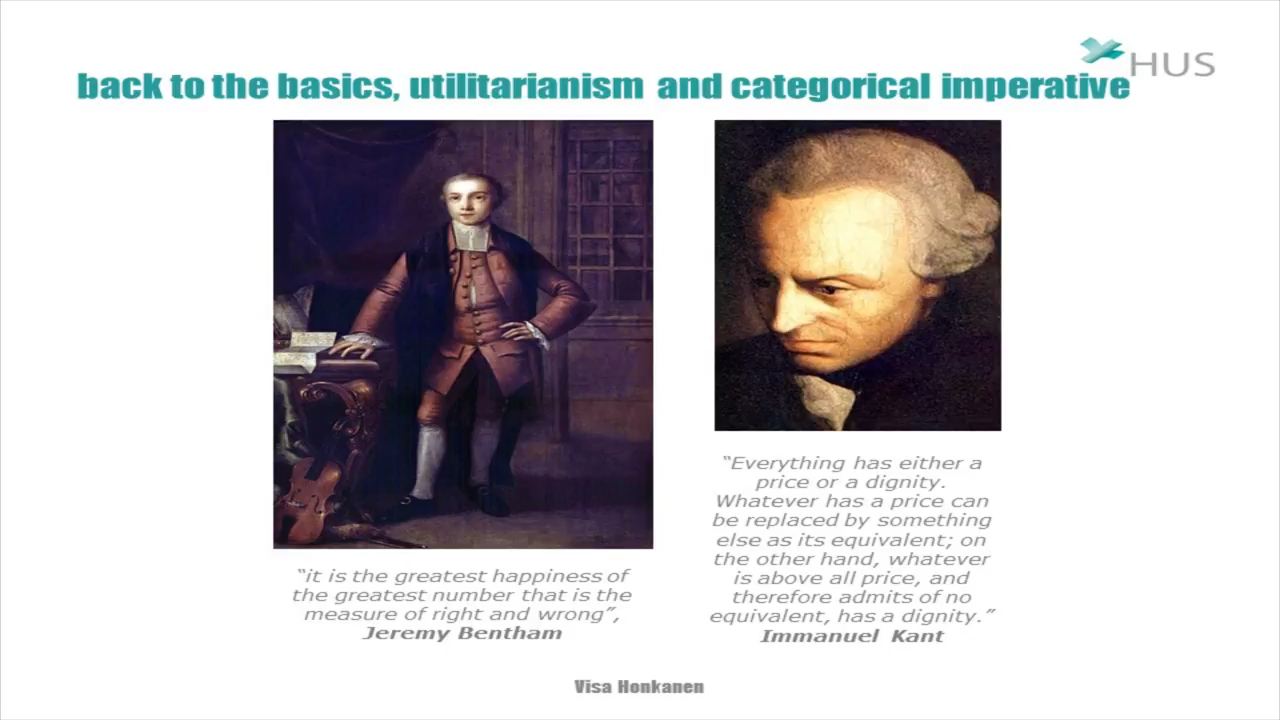 HUS
back to the basics, utilitarianism and categorical imperative
“it is the greatest happiness of
the greatest number that is the
measure of right and wrong”,
Jeremy Bentham
“Everything has either a
price or a dignity.
Whatever has a price can
be replaced by something
else as its equivalent; on
the other hand, whatever
is above all price, and
therefore admits of no
equivalent, has a dignity.”
Immanuel Kant
Visa Honkanen